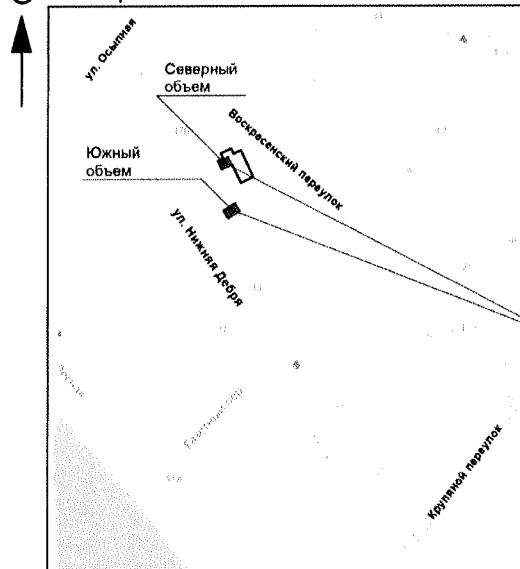 ул. Осыпная
Северный
объем
Воскресенский переулок
Южный
объем
ул. Нижняя Дебря
Крупяной переулок